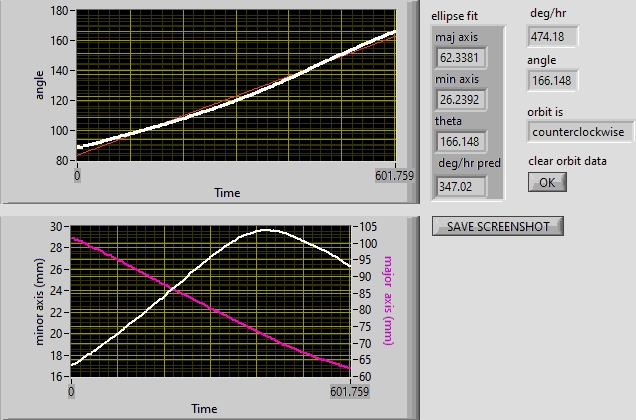 180
160
140
120
100
80
angle
0
601.759
Time
ellipse fit
maj axis
62.3381
min axis
26.2392
theta
166.148
deg/hr pred
347.02
deg/hr
474.18
angle
166.148
orbit is
counterclockwise
clear orbit data
OK
SAVE SCREENSHOT
30
28
26
24
22
20
18
16
minor axis (mm)
105
100
95
90
85
80
75
70
65
60
major axis (mm)
0
601.759
Time